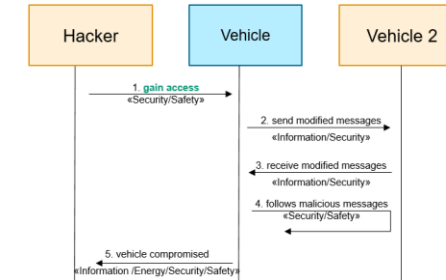 Hacker
Vehicle
Vehicle 2
1. gain access
«Security/Safety»
2. send modified messages
«Information/Security»
3. receive modified messages
«Information/Security»
4. follows malicious messages
«Security/Safety»
5. vehicle compromised
«Information /Energy/Security/Safety»